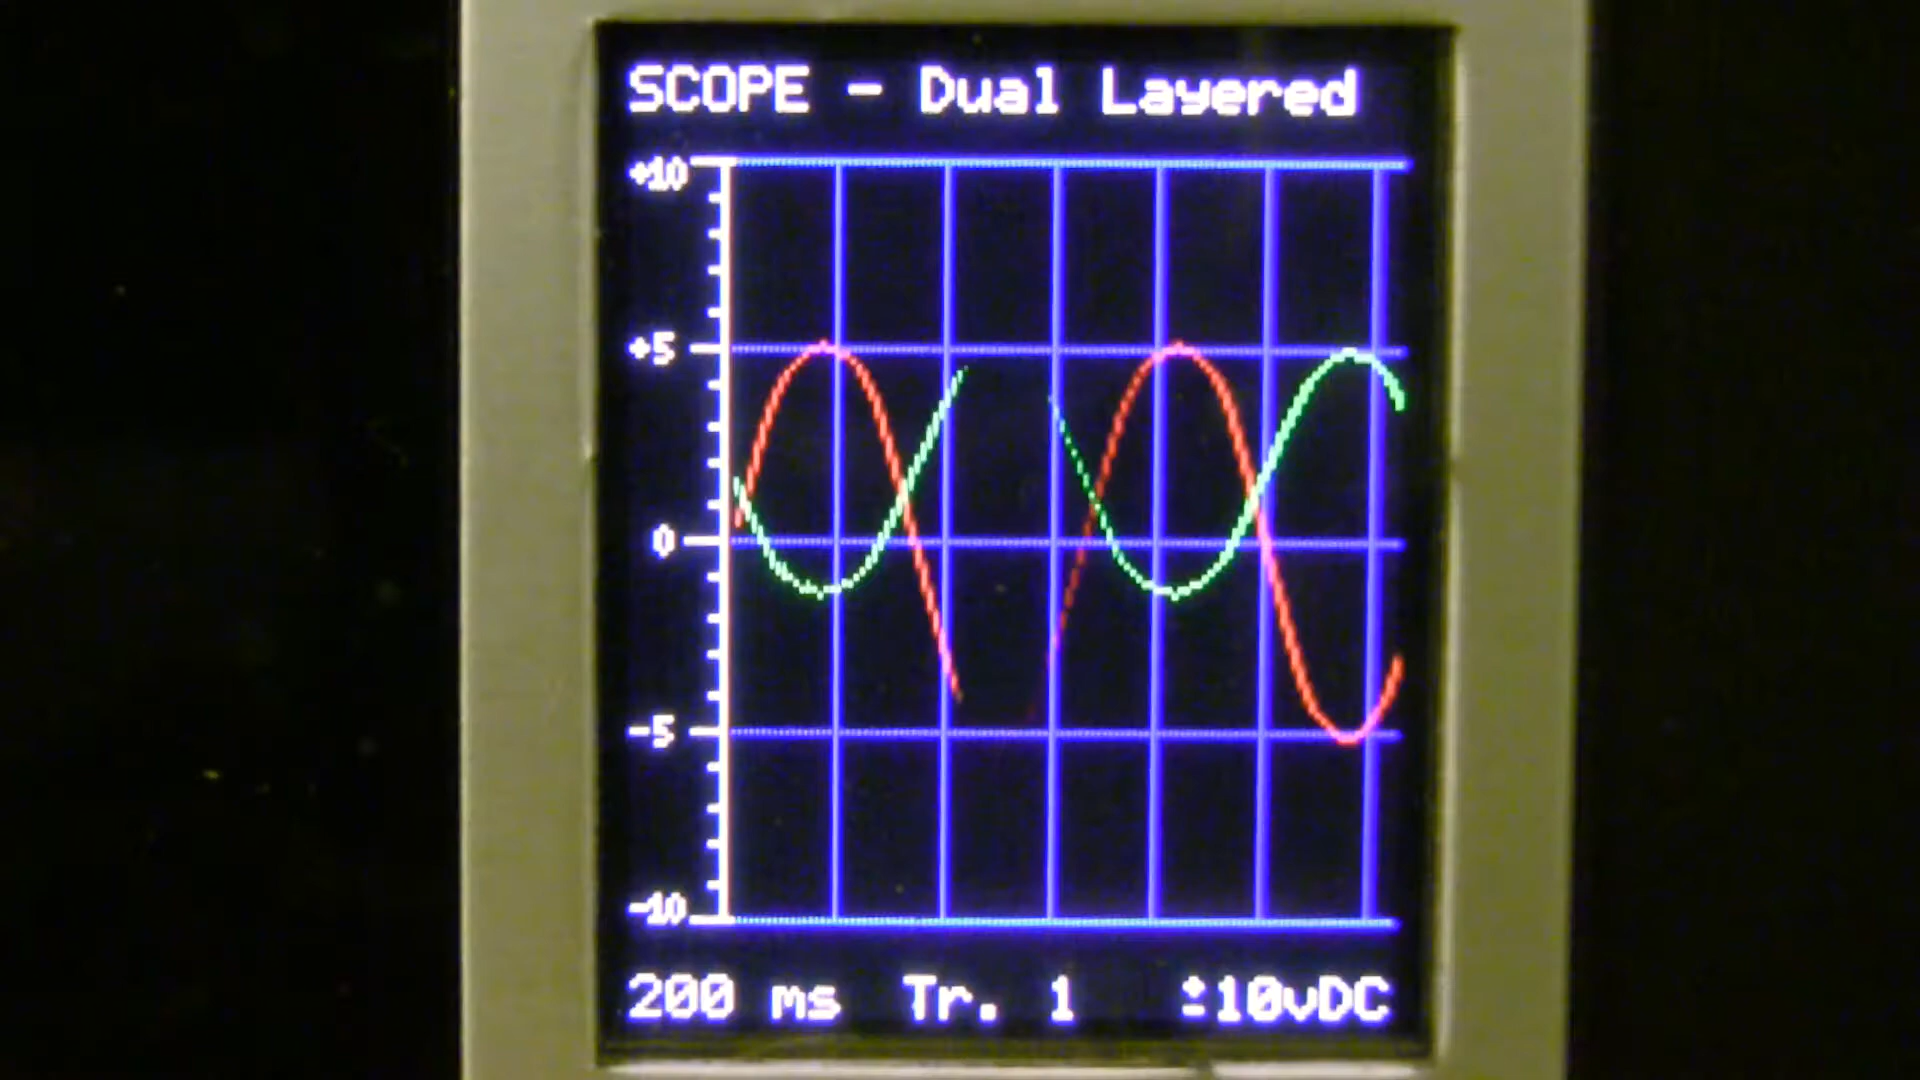 SCOPE - Dual Layered
+10
+5
0
-5
-10
200 ms Tr. 1 ±10vDC